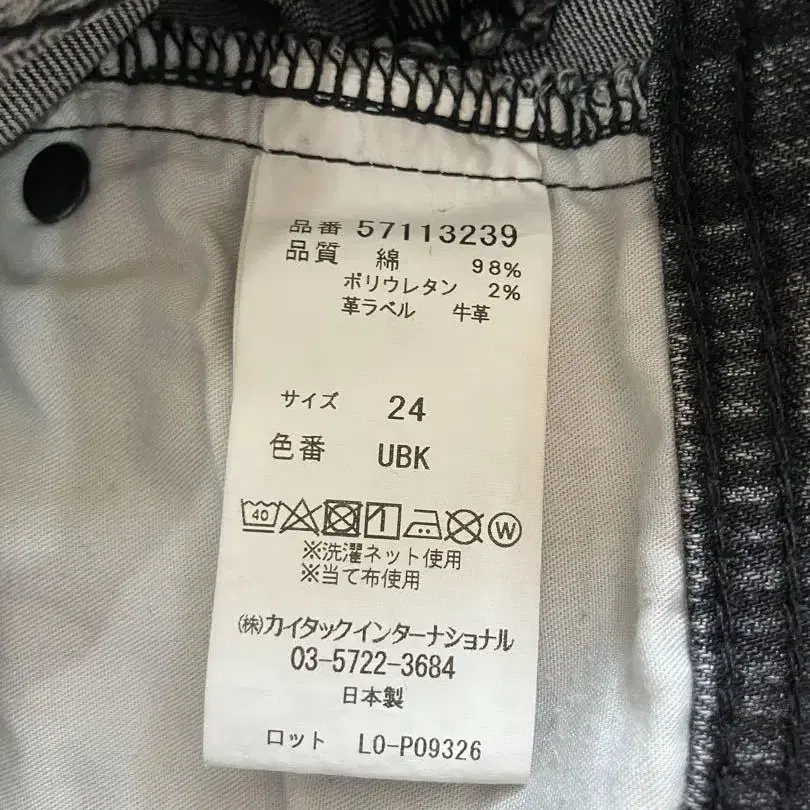 品番 57113239
品質 綿 98%
ポリウレタン 2%
革ラベル 牛革
サイズ 24
色番 UBK
40 W
※洗濯ネット使用
※当て布使用
㈱カイタックインターナショナル
03-5722-3684
日本製
ロット LO-P09326